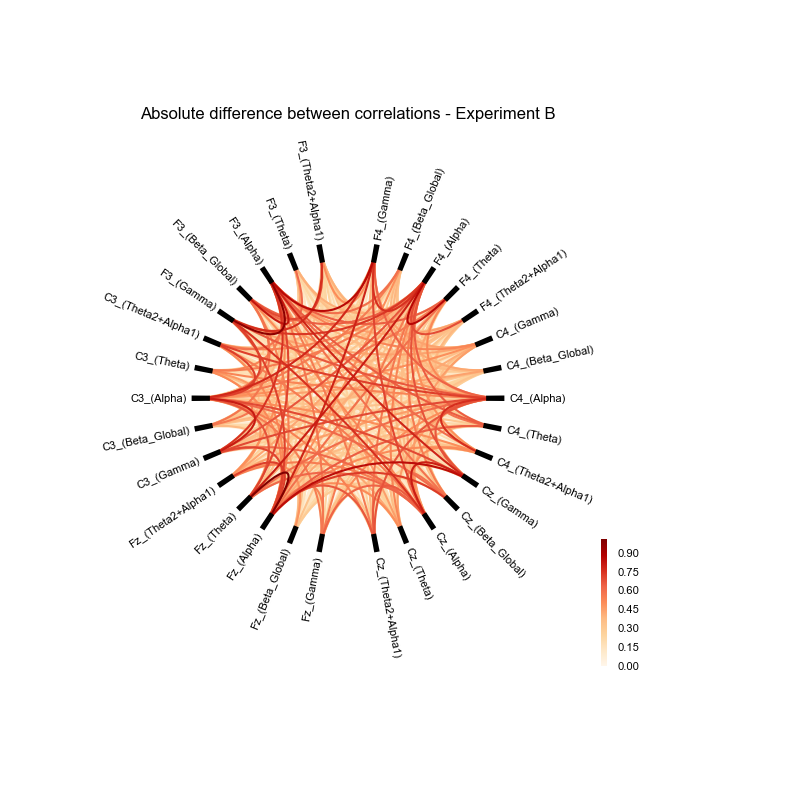 Absolute difference between correlations - Experiment B
F3_(Theta2+Alpha1)
F3_(Theta)
F3_(Alpha)
F3_(Beta_Global)
F3_(Gamma)
C3_(Theta2+Alpha1)
C3_(Theta)
C3_(Alpha)
C3_(Beta_Global)
C3_(Gamma)
Fz_(Theta2+Alpha1)
Fz_(Theta)
Fz_(Alpha)
Fz_(Beta_Global)
Fz_(Gamma)
Cz_(Theta2+Alpha1)
Cz_(Theta)
Cz_(Alpha)
Cz_(Beta_Global)
Cz_(Gamma)
C4_(Theta2+Alpha1)
C4_(Theta)
C4_(Alpha)
C4_(Beta_Global)
C4_(Gamma)
F4_(Theta2+Alpha1)
F4_(Theta)
F4_(Alpha)
F4_(Beta_Global)
F4_(Gamma)
0.90
0.75
0.60
0.45
0.30
0.15
0.00